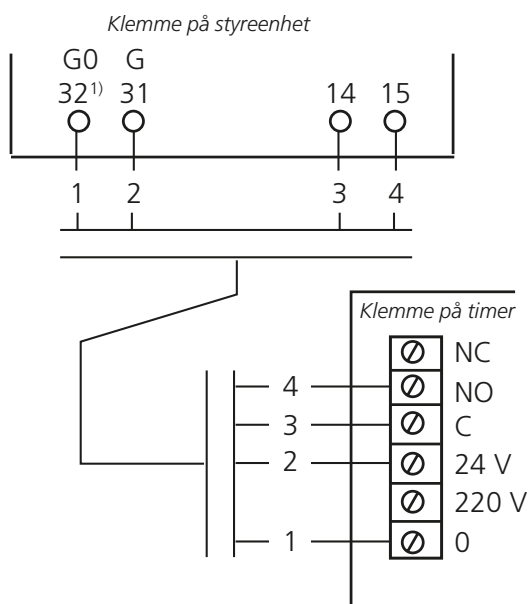 Klemme på styreenhet
G0 G
32¹⁾ 31 14 15
1 2 3 4
Klemme på timer
NC
4 NO
3 C
2 24 V
220 V
1 0